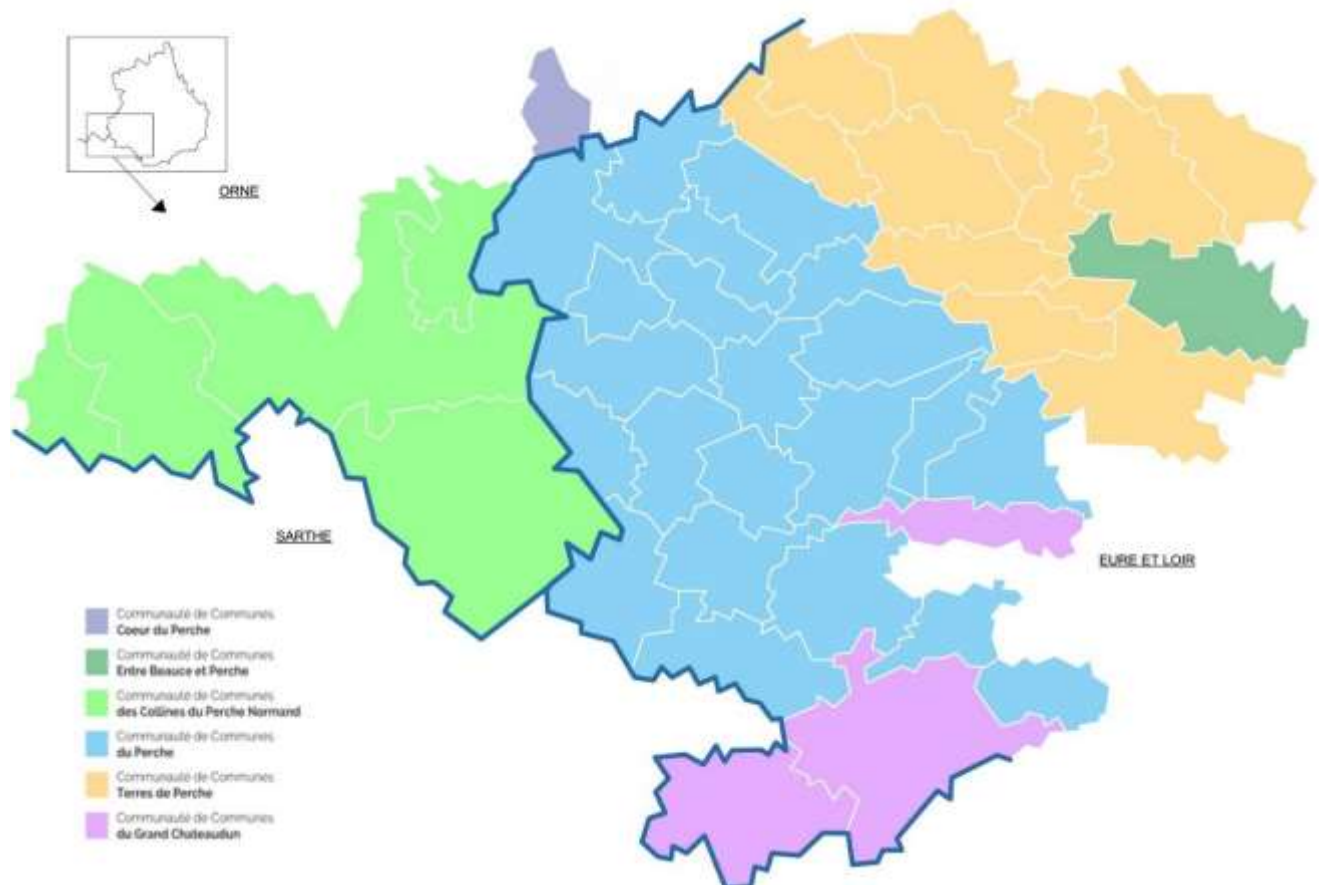 ORNE
SARTHE
EURE ET LOIR
Communauté de Communes
Coeur du Perche
Communauté de Communes
Entre Beauce et Perche
Communauté de Communes
des Collines du Perche Normand
Communauté de Communes
du Perche
Communauté de Communes
Terres de Perche
Communauté de Communes
du Grand Chateaudun